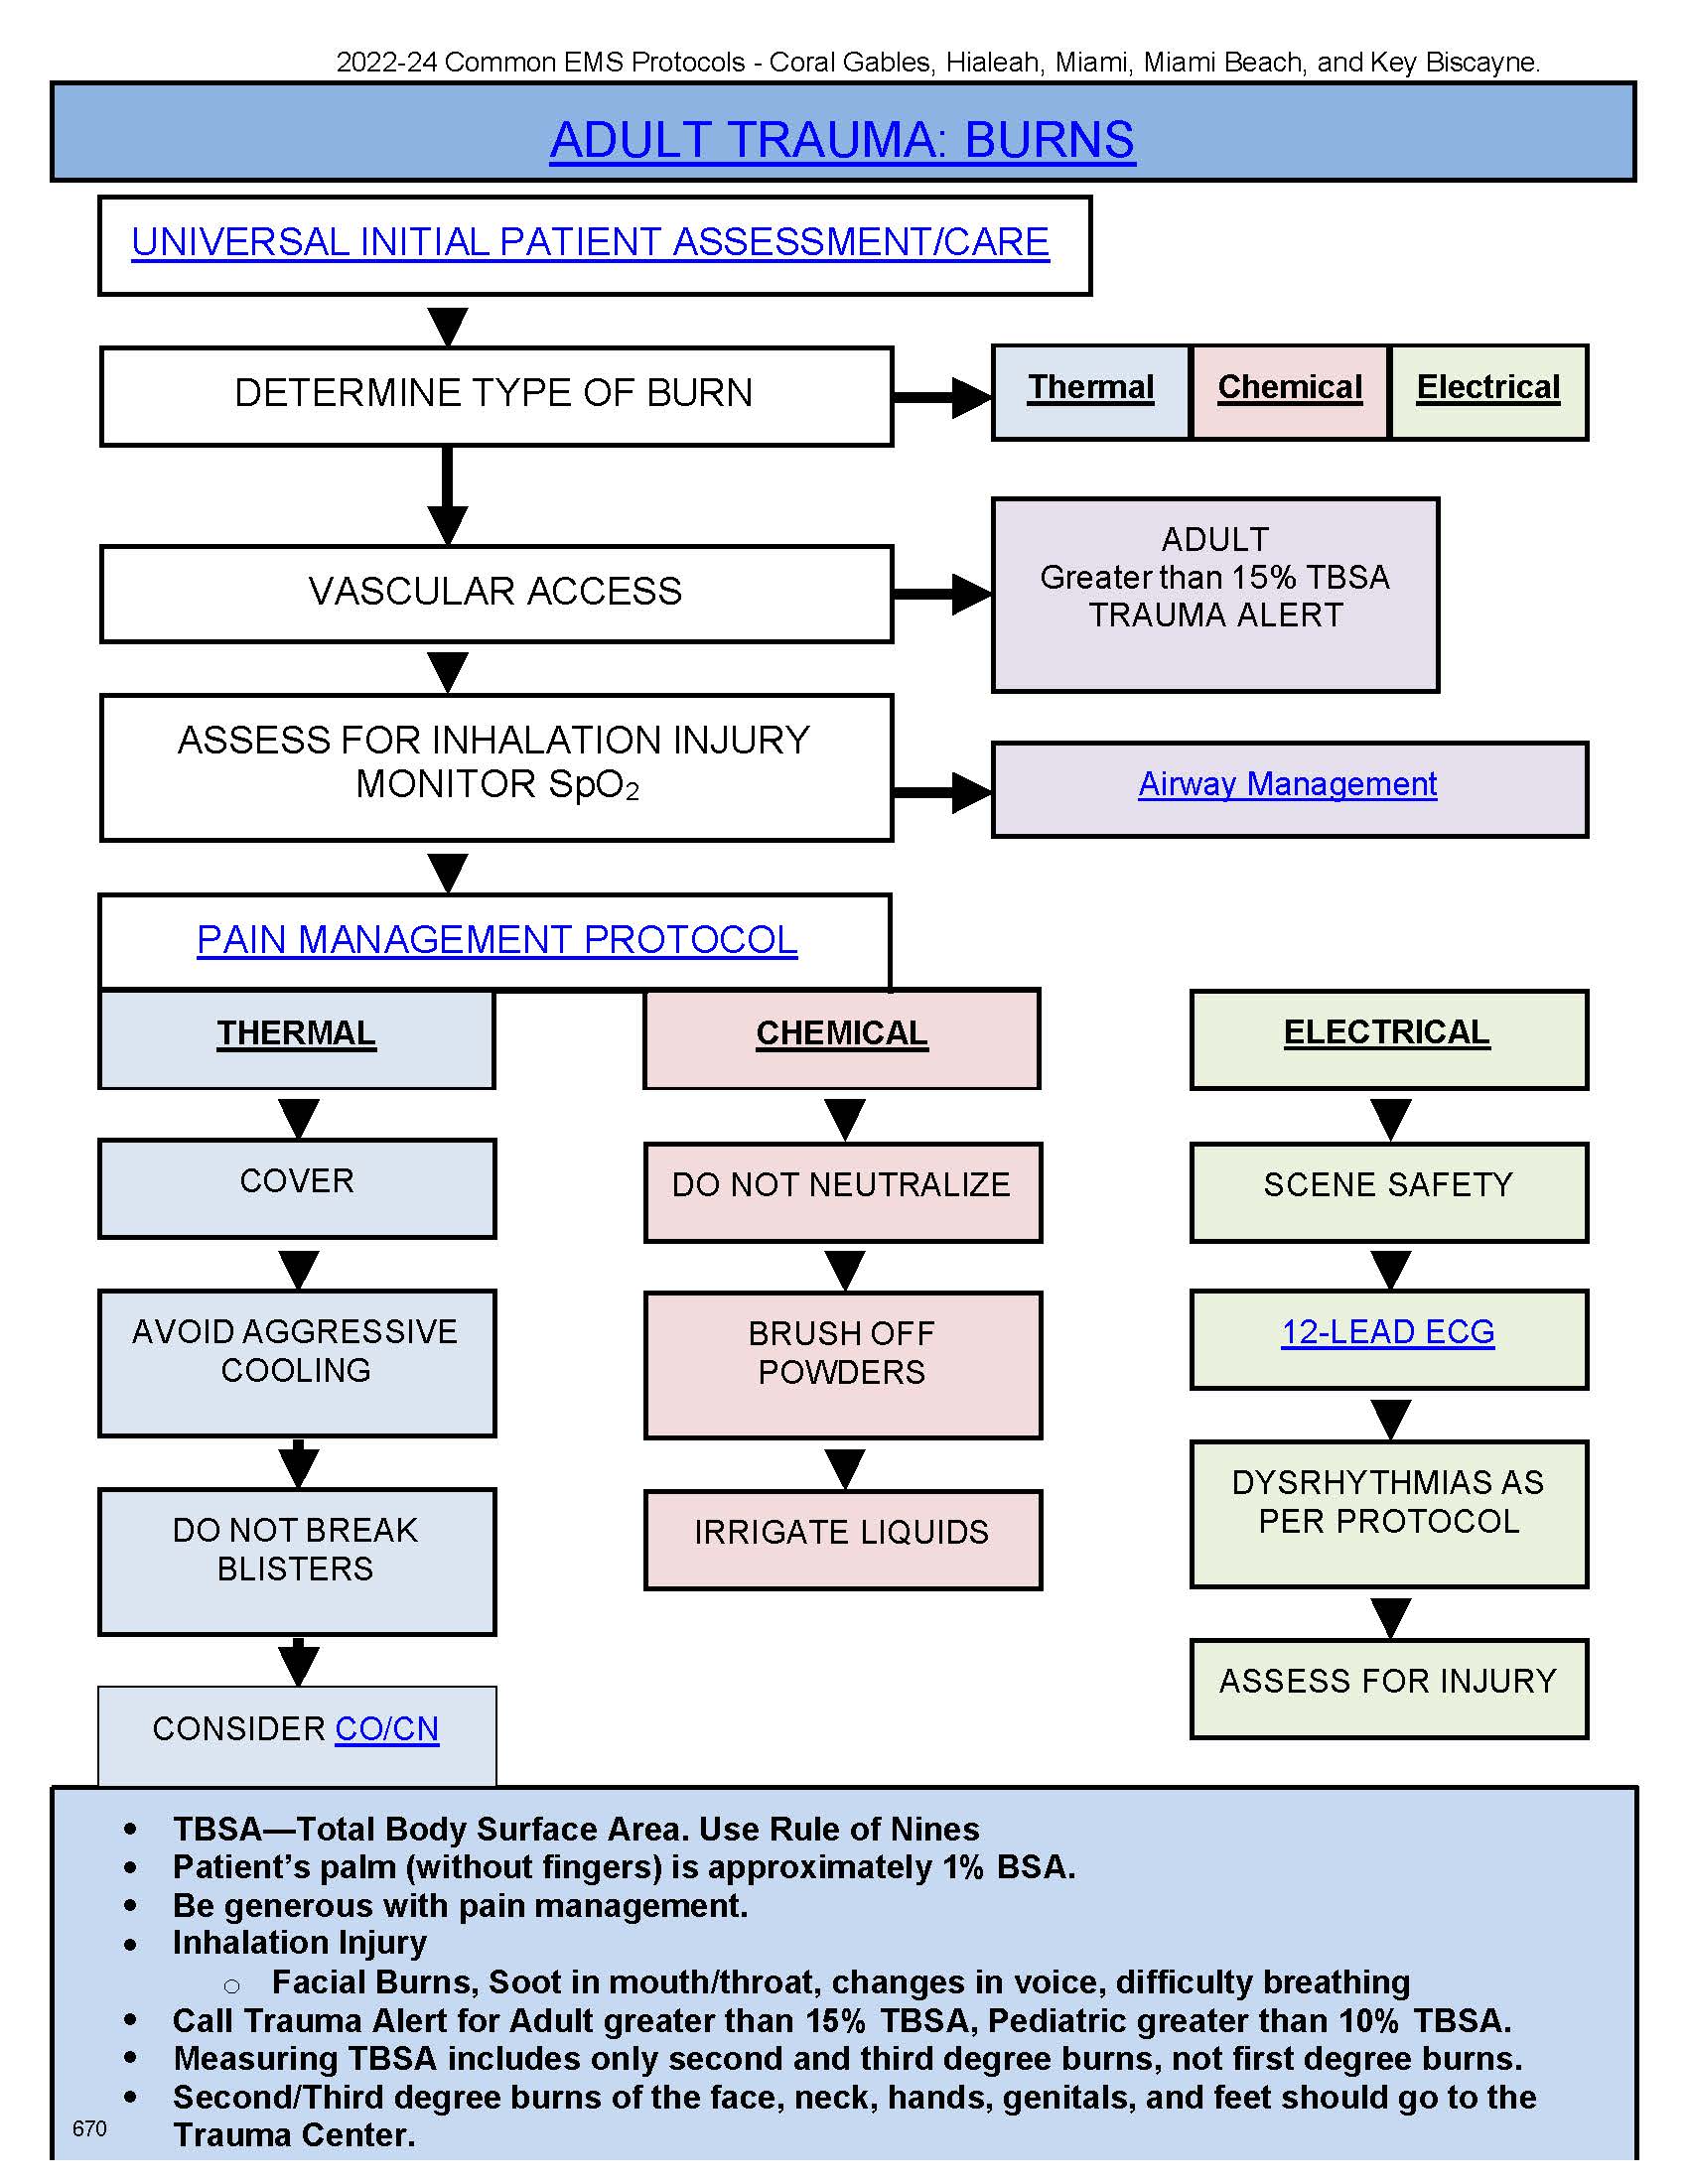 2022-24 Common EMS Protocols - Coral Gables, Hialeah, Miami, Miami Beach, and Key Biscayne.
ADULT TRAUMA: BURNS
UNIVERSAL INITIAL PATIENT ASSESSMENT/CARE
DETERMINE TYPE OF BURN
Thermal
Chemical
Electrical
VASCULAR ACCESS
ADULT
Greater than 15% TBSA
TRAUMA ALERT
ASSESS FOR INHALATION INJURY
MONITOR SpO₂
Airway Management
PAIN MANAGEMENT PROTOCOL
THERMAL
COVER
AVOID AGGRESSIVE
COOLING
DO NOT BREAK
BLISTERS
CONSIDER CO/CN
CHEMICAL
DO NOT NEUTRALIZE
BRUSH OFF
POWDERS
IRRIGATE LIQUIDS
ELECTRICAL
SCENE SAFETY
12-LEAD ECG
DYSRHYTHMIAS AS
PER PROTOCOL
ASSESS FOR INJURY
• TBSA—Total Body Surface Area. Use Rule of Nines
• Patient’s palm (without fingers) is approximately 1% BSA.
• Be generous with pain management.
• Inhalation Injury
o Facial Burns, Soot in mouth/throat, changes in voice, difficulty breathing
• Call Trauma Alert for Adult greater than 15% TBSA, Pediatric greater than 10% TBSA.
• Measuring TBSA includes only second and third degree burns, not first degree burns.
• Second/Third degree burns of the face, neck, hands, genitals, and feet should go to the
Trauma Center.
670